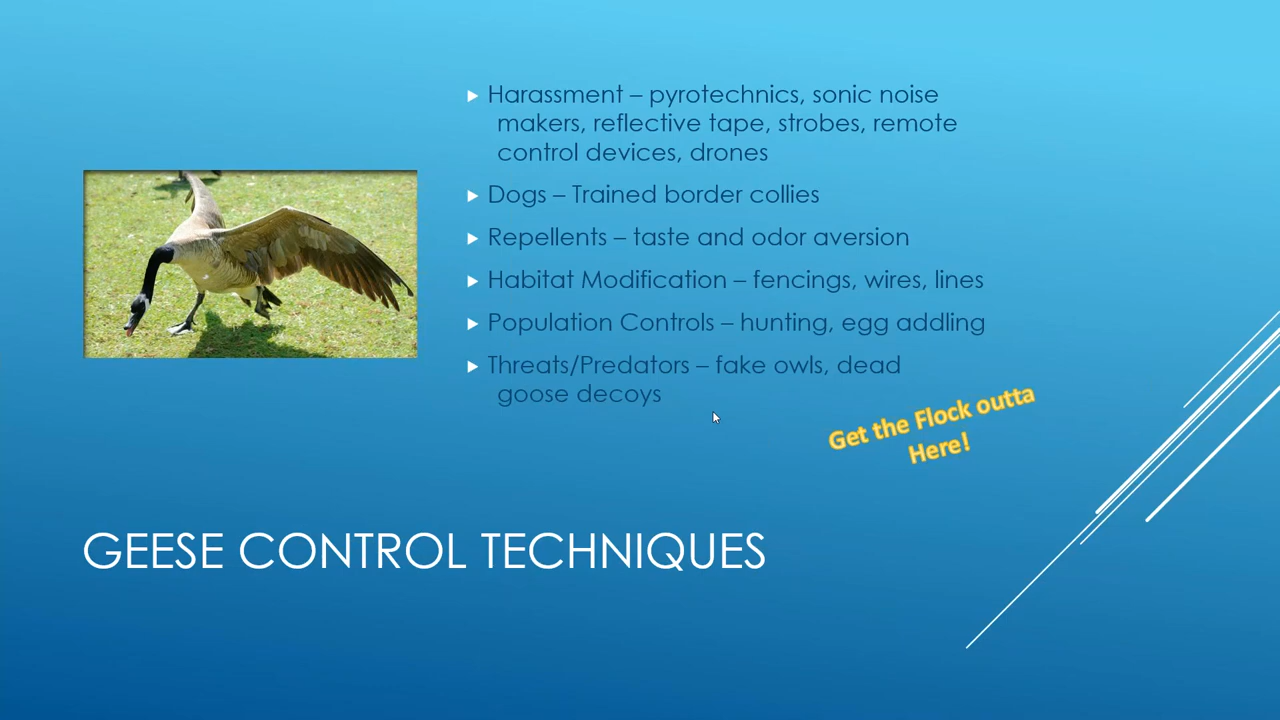 Harassment – pyrotechnics, sonic noise
makers, reflective tape, strobes, remote
control devices, drones
Dogs – Trained border collies
Repellents – taste and odor aversion
Habitat Modification – fencings, wires, lines
Population Controls – hunting, egg addling
Threats/Predators – fake owls, dead
goose decoys
Get the Flock outta
Here!
GEESE CONTROL TECHNIQUES